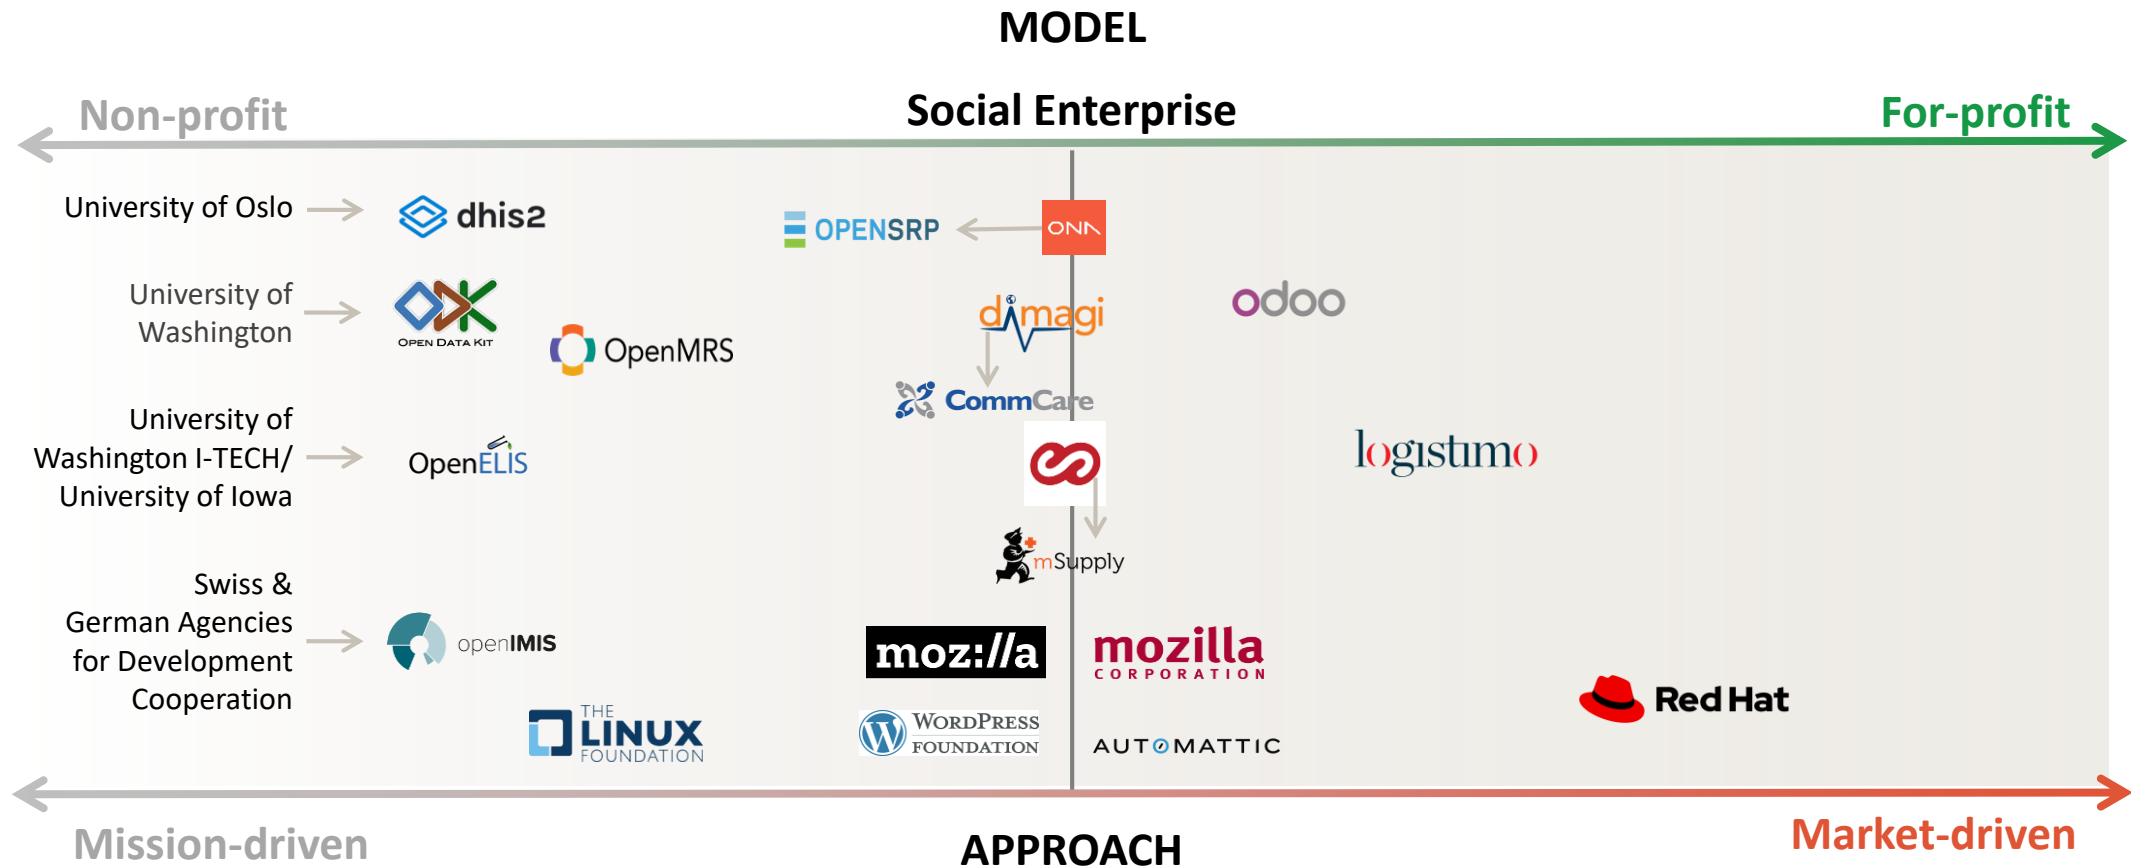 MODEL
Non-profit
Social Enterprise
For-profit
University of Oslo
dhis2
OPENSRP
ONA
University of
Washington
OPEN DATA KIT
OpenMRS
dimagi
odoo
CommCare
University of
Washington I-TECH/
University of Iowa
OpenELIS
logistimo
mSupply
Swiss &
German Agencies
for Development
Cooperation
openIMIS
moz://a
mozilla
CORPORATION
Red Hat
THE
LINUX
FOUNDATION
WORDPRESS
FOUNDATION
AUTOMATTIC
Mission-driven
APPROACH
Market-driven